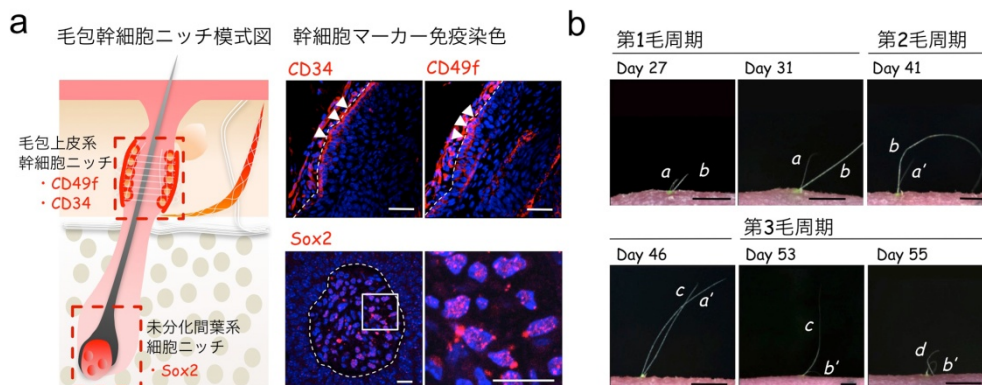 a
毛包幹細胞ニッチ模式図
毛包上皮系
幹細胞ニッチ
・CD49f
・CD34
未分化間葉系
細胞ニッチ
・Sox2
幹細胞マーカー免疫染色
CD34
CD49f
Sox2
b
第1毛周期
第2毛周期
Day 27
Day 31
Day 41
a
b
a
b
b
a'
第3毛周期
Day 46
Day 53
Day 55
c
a'
c
b'
d
b'